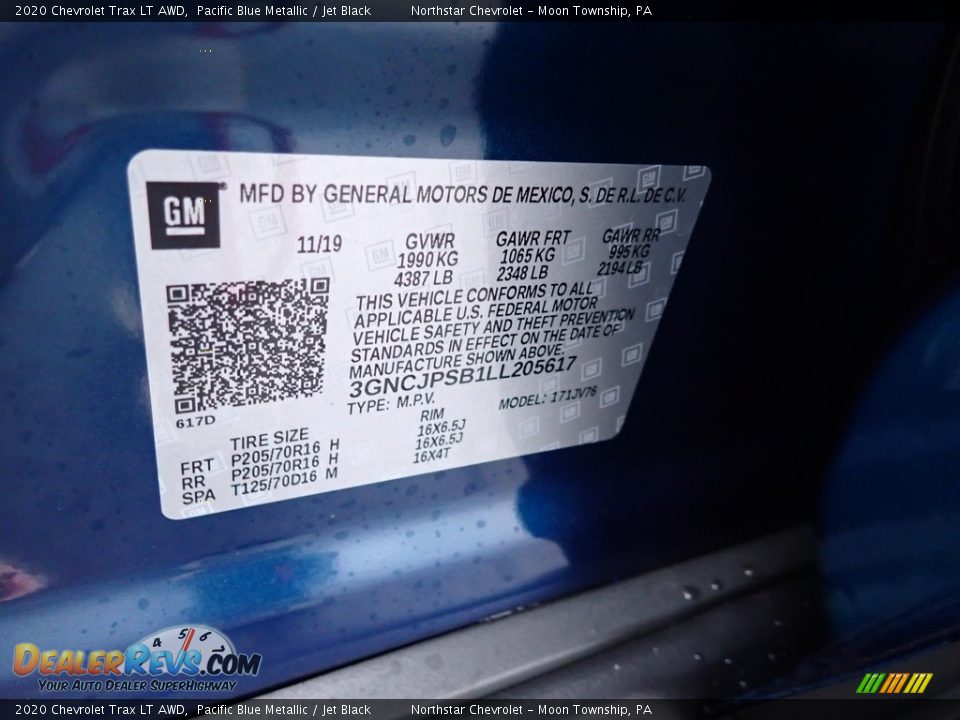 2020 Chevrolet Trax LT AWD, Pacific Blue Metallic / Jet Black Northstar Chevrolet - Moon Township, PA
GM MFD BY GENERAL MOTORS DE MEXICO, S. DE R.L. DE C.V.
11/19 GVWR GAWR FRT GAWR RR
1990 KG 1065 KG 995 KG
4387 LB 2348 LB 2194 LB
THIS VEHICLE CONFORMS TO ALL
APPLICABLE U.S. FEDERAL MOTOR
VEHICLE SAFETY AND THEFT PREVENTION
STANDARDS IN EFFECT ON THE DATE OF
MANUFACTURE SHOWN ABOVE.
3GNCJPSB1LL205617
TYPE: M.P.V. MODEL: 171JV76
617D
TIRE SIZE RIM
FRT P205/70R16 H 16X6.5J
RR P205/70R16 H 16X6.5J
SPA T125/70D16 M 16X4T
4 5 6
DEALERREVS.COM
YOUR AUTO DEALER SUPERHIGHWAY
2020 Chevrolet Trax LT AWD, Pacific Blue Metallic / Jet Black Northstar Chevrolet - Moon Township, PA